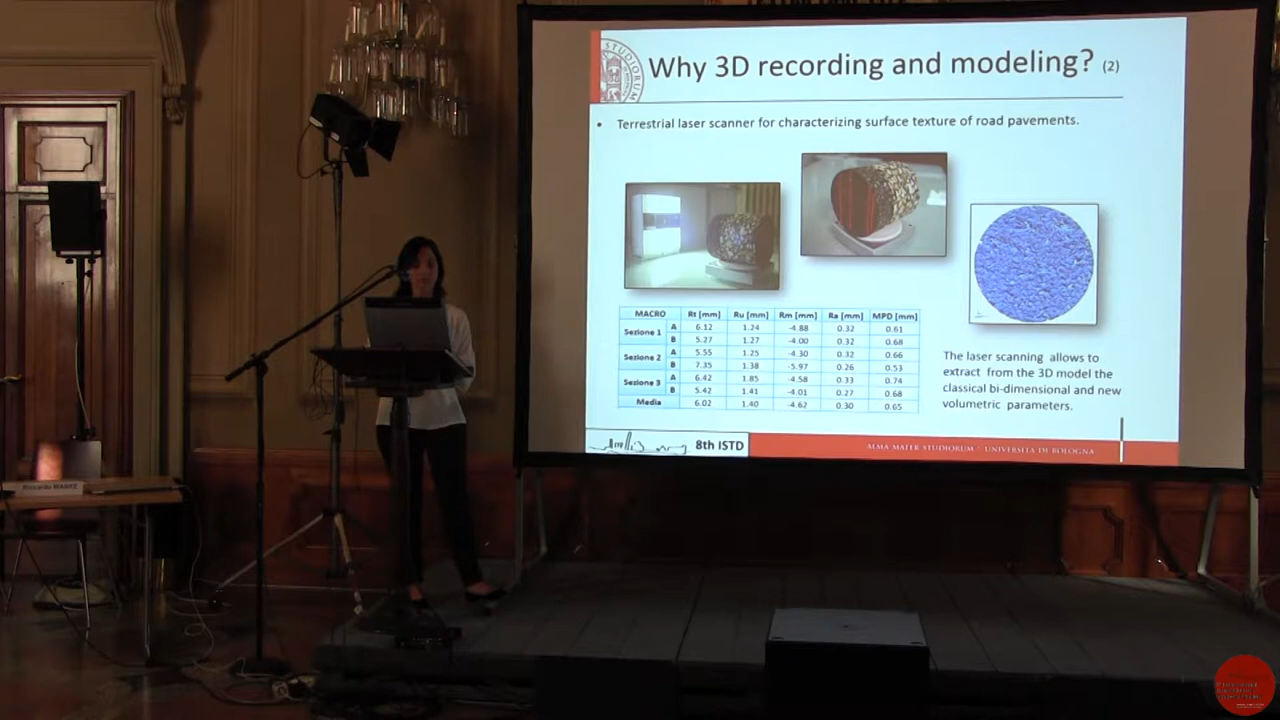 Why 3D recording and modeling? (2)
• Terrestrial laser scanner for characterizing surface texture of road pavements.
MACRO Rt [mm] Ru [mm] Rm [mm] Ra [mm] MPD [mm]
Sezione 1 A 6.12 1.24 -4.88 0.32 0.61
B 5.27 1.27 -4.00 0.32 0.68
Sezione 2 A 5.55 1.25 -4.30 0.32 0.66
B 7.35 1.38 -5.97 0.26 0.53
Sezione 3 A 6.42 1.85 -4.58 0.33 0.74
B 5.42 1.41 -4.01 0.27 0.68
Media 6.02 1.40 -4.62 0.30 0.65
The laser scanning allows to
extract from the 3D model the
classical bi-dimensional and new
volumetric parameters.
8th ISTD
ALMA MATER STUDIORUM - UNIVERSITÀ DI BOLOGNA